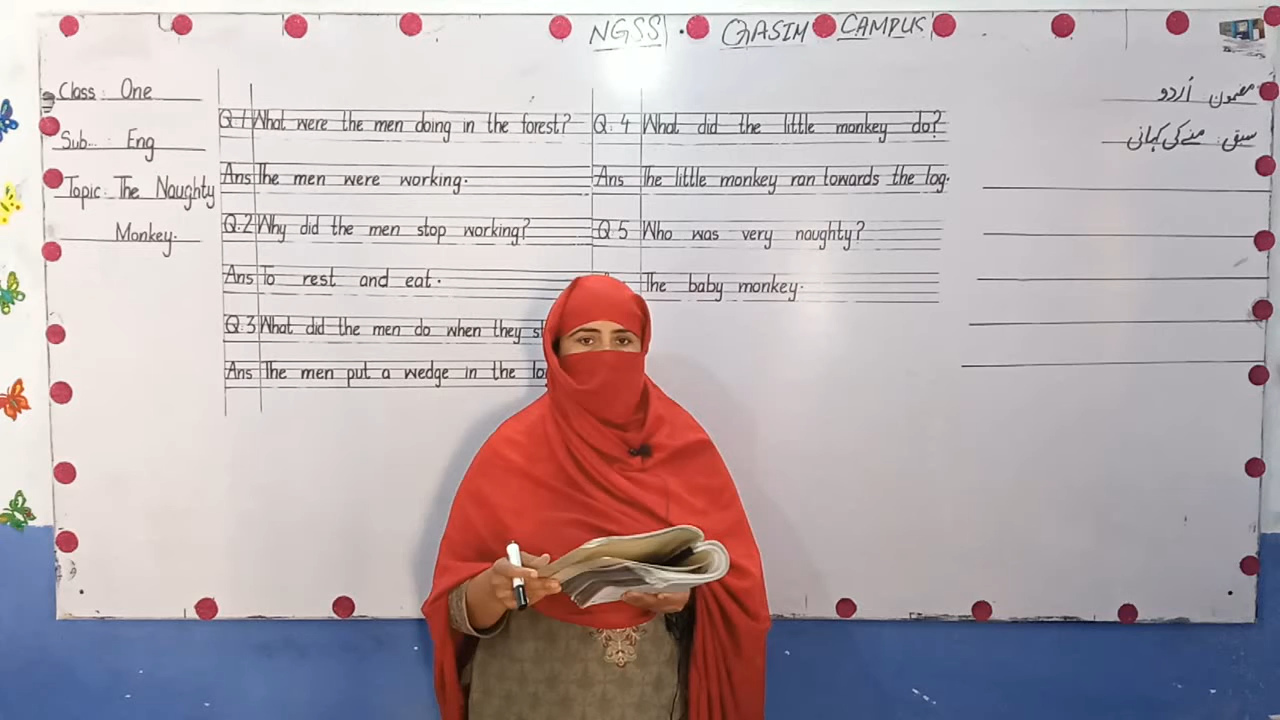 NGSS QASIM CAMPUS
Class: One
Sub: Eng
Topic: The Naughty
Monkey.
Q.1 What were the men doing in the forest?
Ans The men were working.
Q.2 Why did the men stop working?
Ans To rest and eat.
Q.3 What did the men do when they
Ans The men put a wedge in the
Q.4 What did the little monkey do?
Ans The little monkey ran towards the log.
Q.5 Who was very naughty?
The baby monkey.
مضمون اُردو
سبق: منے کی کہانی